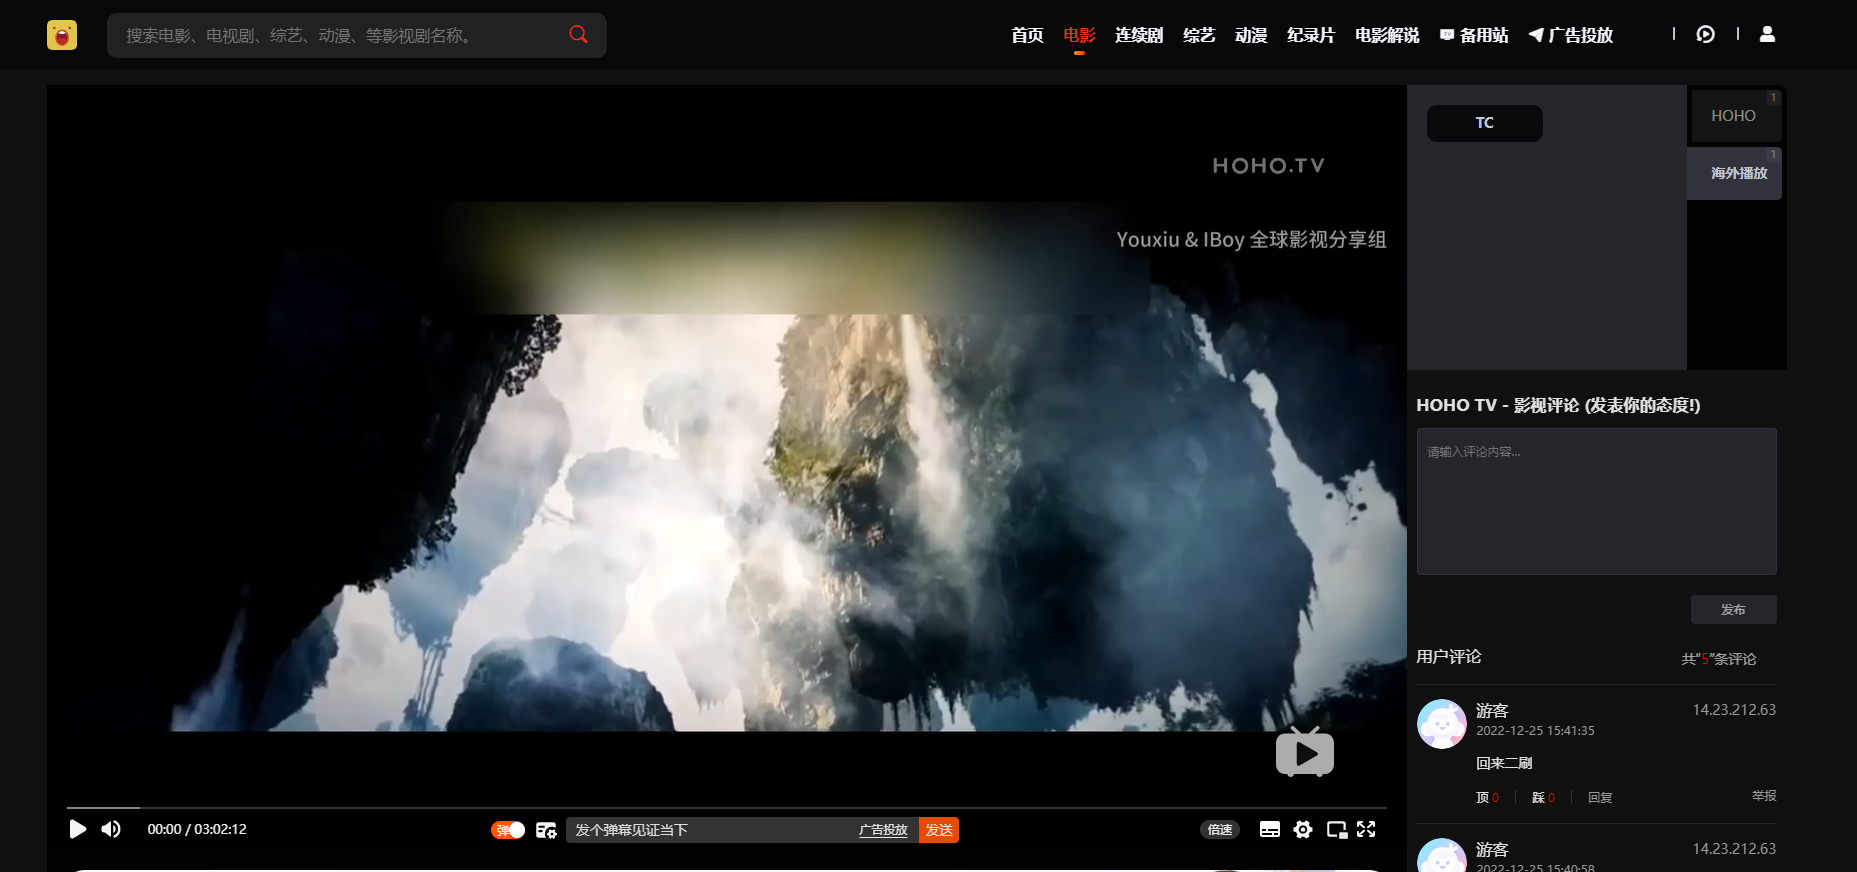 搜索电影、电视剧、综艺、动漫、等影视剧名称。
首页 电影 连续剧 综艺 动漫 纪录片 电影解说 备用站 广告投放
HOHO.TV
Youxiu & IBoy 全球影视分享组
TC
HOHO 1
海外播放 1
HOHO TV - 影视评论 (发表你的态度!)
请输入评论内容...
发布
用户评论 共“5”条评论
游客 14.23.212.63
2022-12-25 15:41:35
回来二刷
顶 0 踩 0 回复 举报
游客 14.23.212.63
2022-12-25 15:40:58
00:00 / 03:02:12 弹 发个弹幕见证当下 广告投放 发送 倍速